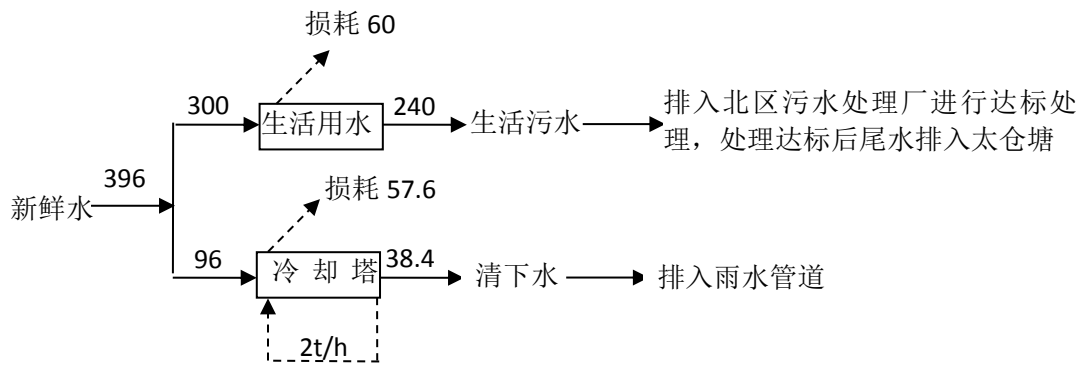 损耗 60
300
生活用水
240
生活污水
排入北区污水处理厂进行达标处
理，处理达标后尾水排入太仓塘
396
新鲜水
损耗 57.6
96
冷 却 塔
38.4
清下水
排入雨水管道
2t/h